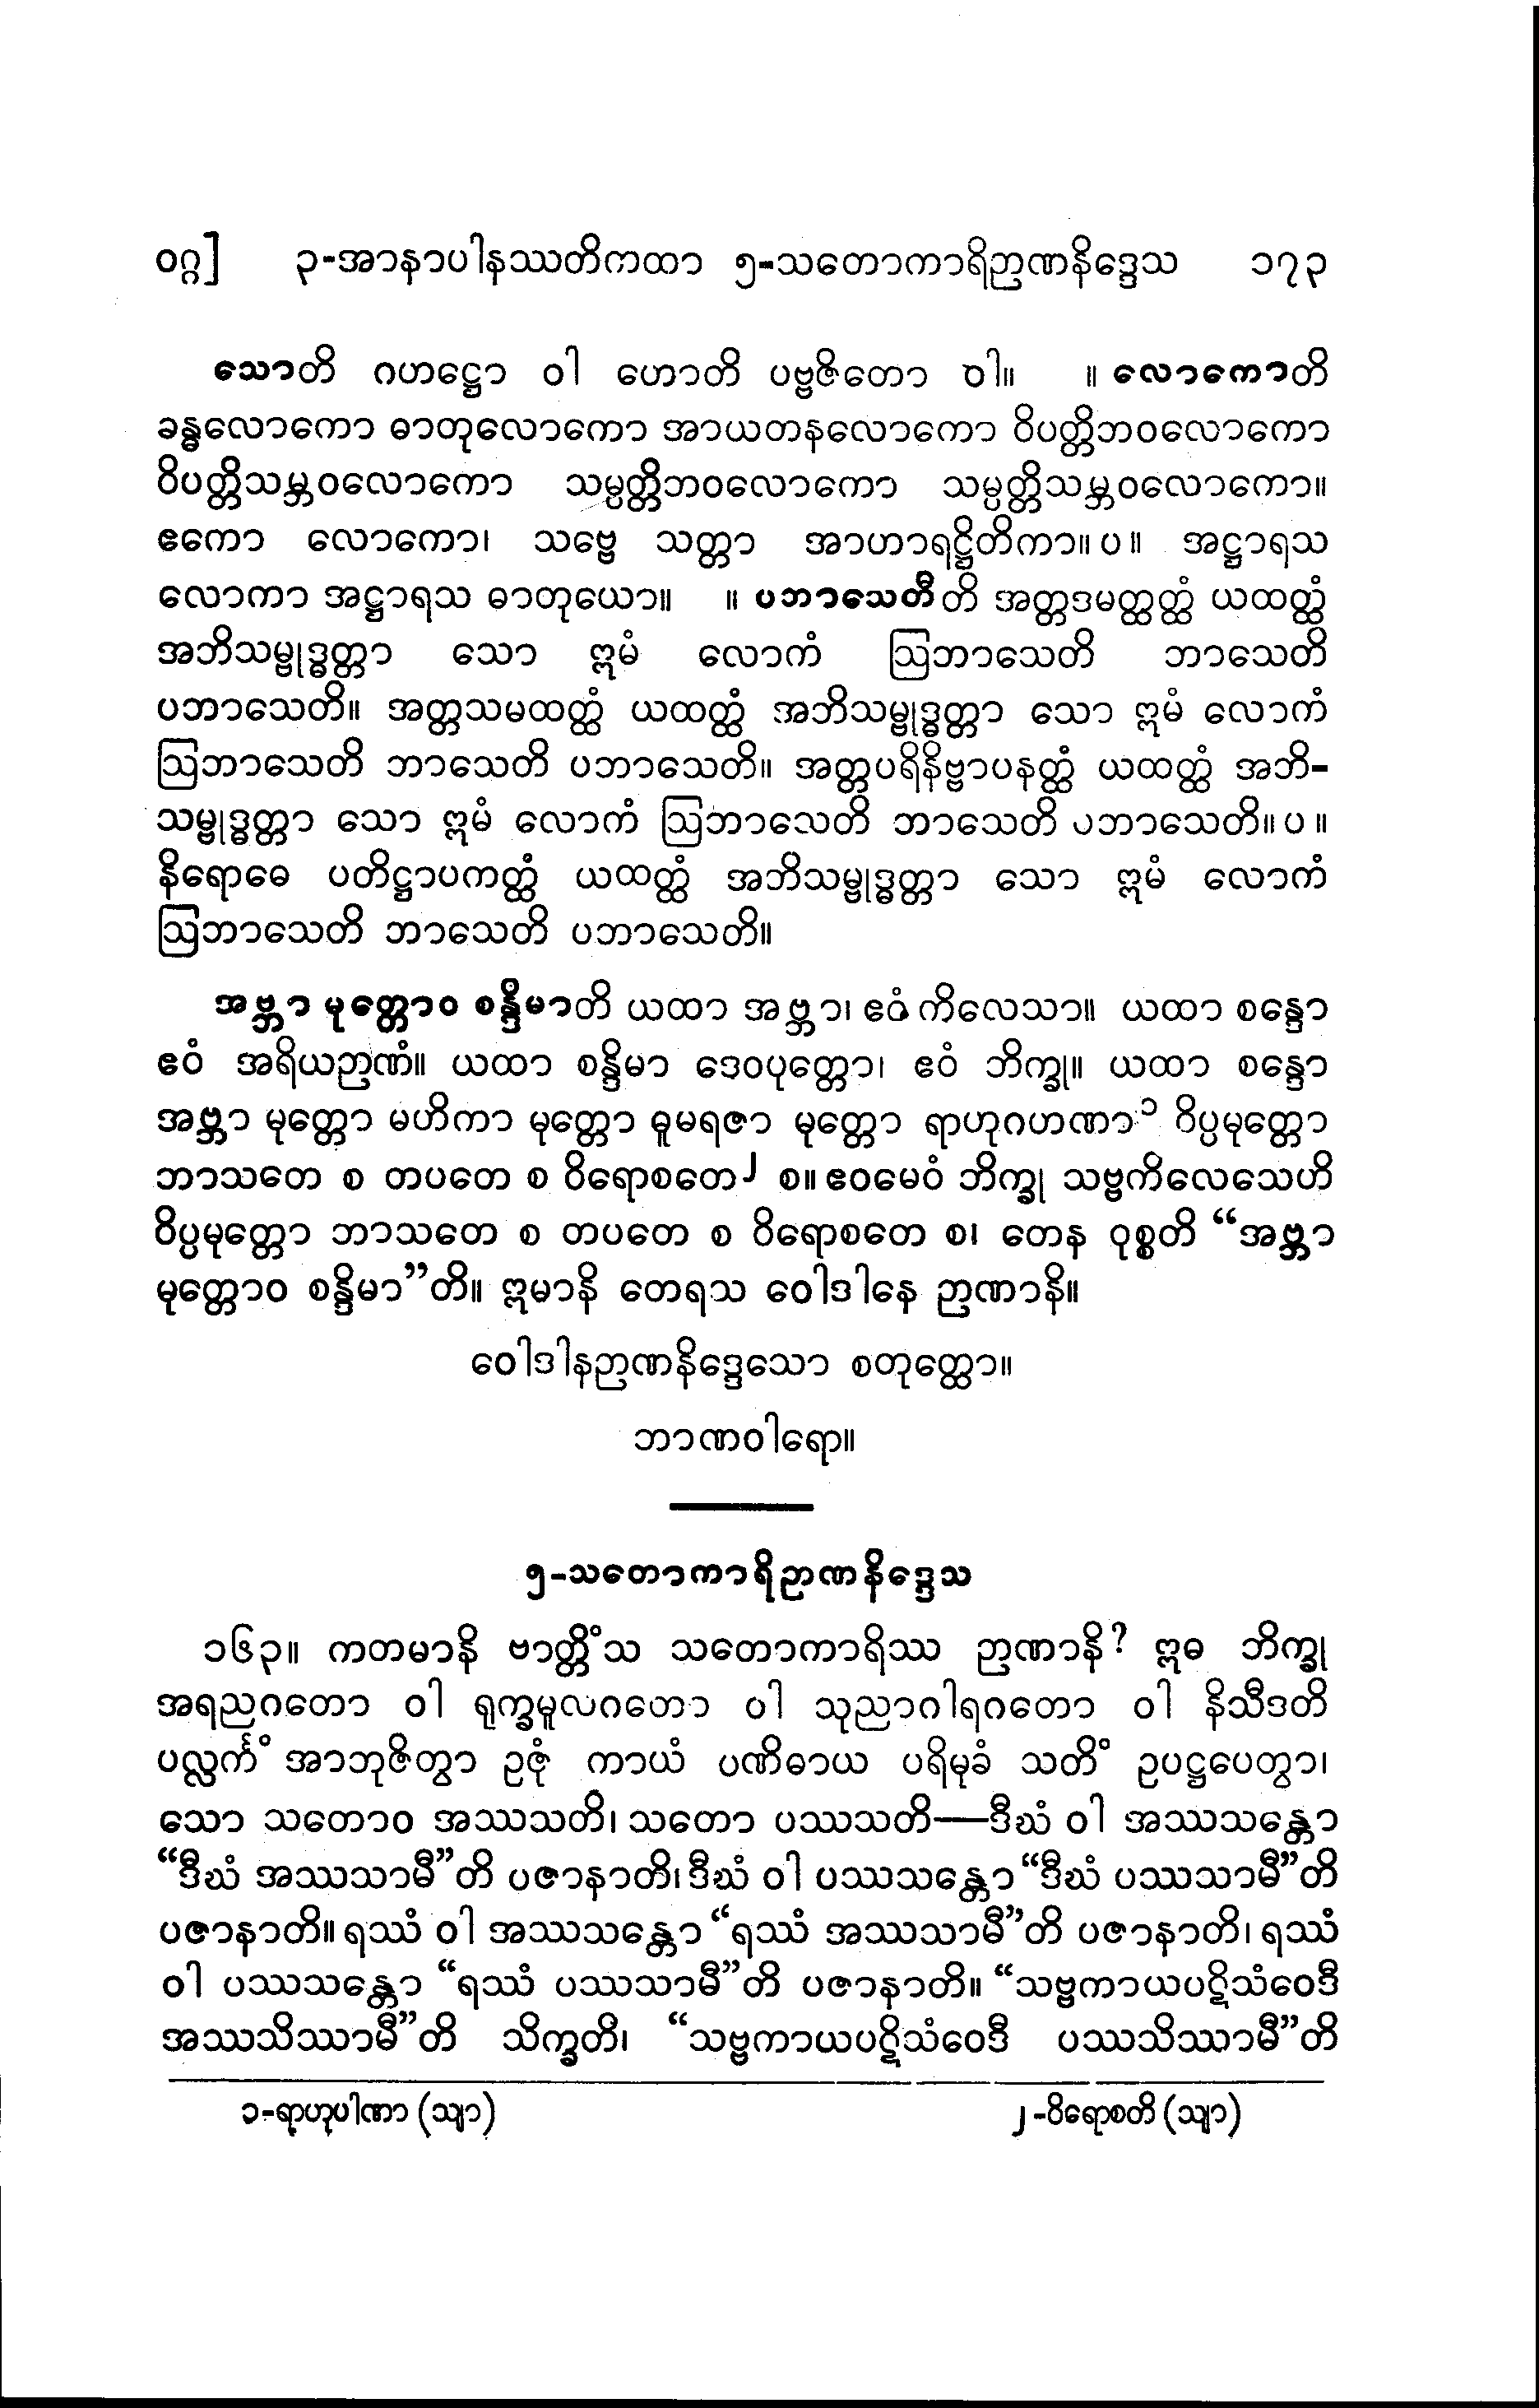 ဝဂ္ဂ] ၃-အာနာပါနဿတိကထာ ၅-သတောကာရိဉာဏနိဒ္ဒေသ ၁၇၃
သောတိ ဂဟဋ္ဌော ဝါ ဟောတိ ပဗ္ဗဇိတော ဝါ။ ။ လောကောတိ
ခန္ဓလောကော ဓာတုလောကော အာယတနလောကော ဝိပတ္တိဘဝလောကော
ဝိပတ္တိသမ္ဘဝလောကော သမ္ပတ္တိဘဝလောကော သမ္ပတ္တိသမ္ဘဝလောကော။
ဧကော လောကော၊ သဗ္ဗေ သတ္တာ အာဟာရဋ္ဌိတိကာ။ ပ ။ အဋ္ဌာရသ
လောကာ အဋ္ဌာရသ ဓာတုယော။ ။ ပဘာသေတီတိ အတ္တဒမတ္ထတ္ထံ ယထတ္ထံ
အဘိသမ္ဗုဒ္ဓတ္တာ သော ဣမံ လောကံ ဩဘာသေတိ ဘာသေတိ
ပဘာသေတိ။ အတ္တသမထတ္ထံ ယထတ္ထံ အဘိသမ္ဗုဒ္ဓတ္တာ သော ဣမံ လောကံ
ဩဘာသေတိ ဘာသေတိ ပဘာသေတိ။ အတ္တပရိနိဗ္ဗာပနတ္ထံ ယထတ္ထံ အဘိ-
သမ္ဗုဒ္ဓတ္တာ သော ဣမံ လောကံ ဩဘာသေတိ ဘာသေတိ ပဘာသေတိ။ ပ ။
နိရောဓေ ပတိဋ္ဌာပကတ္ထံ ယထတ္ထံ အဘိသမ္ဗုဒ္ဓတ္တာ သော ဣမံ လောကံ
ဩဘာသေတိ ဘာသေတိ ပဘာသေတိ။
အဗ္ဘာ မုတ္တောဝ စန္ဒိမာတိ ယထာ အဗ္ဘာ၊ ဧဝံ ကိလေသာ။ ယထာ စန္ဒော
ဧဝံ အရိယဉာဏံ။ ယထာ စန္ဒိမာ ဒေဝပုတ္တော၊ ဧဝံ ဘိက္ခု။ ယထာ စန္ဒော
အဗ္ဘာ မုတ္တော မဟိကာ မုတ္တော ဓူမရဇာ မုတ္တော ရာဟုဂဟဏာ၁ ဝိပ္ပမုတ္တော
ဘာသတေ စ တပတေ စ ဝိရောစတေ၂ စ။ ဧဝမေဝံ ဘိက္ခု သဗ္ဗကိလေသေဟိ
ဝိပ္ပမုတ္တော ဘာသတေ စ တပတေ စ ဝိရောစတေ စ၊ တေန ဝုစ္စတိ “အဗ္ဘာ
မုတ္တောဝ စန္ဒိမာ”တိ။ ဣမာနိ တေရသ ဝေါဒါနေ ဉာဏာနိ။
ဝေါဒါနဉာဏနိဒ္ဒေသော စတုတ္ထော။
ဘာဏဝါရော။
၅-သတောကာရိဉာဏနိဒ္ဒေသ
၁၆၃။ ကတမာနိ ဗာတ္တိံသ သတောကာရိဿ ဉာဏာနိ? ဣဓ ဘိက္ခု
အရညဂတော ဝါ ရုက္ခမူလဂတော ဝါ သုညာဂါရဂတော ဝါ နိသီဒတိ
ပလ္လင်္ကံ အာဘုဇိတွာ ဥဇုံ ကာယံ ပဏိဓာယ ပရိမုခံ သတိံ ဥပဋ္ဌပေတွာ၊
သော သတောဝ အဿသတိ၊ သတော ပဿသတိ—ဒီဃံ ဝါ အဿသန္တော
“ဒီဃံ အဿသာမီ”တိ ပဇာနာတိ၊ ဒီဃံ ဝါ ပဿသန္တော “ဒီဃံ ပဿသာမီ”တိ
ပဇာနာတိ။ ရဿံ ဝါ အဿသန္တော “ရဿံ အဿသာမီ”တိ ပဇာနာတိ၊ ရဿံ
ဝါ ပဿသန္တော “ရဿံ ပဿသာမီ”တိ ပဇာနာတိ။ “သဗ္ဗကာယပဋိသံဝေဒီ
အဿသိဿာမီ”တိ သိက္ခတိ၊ “သဗ္ဗကာယပဋိသံဝေဒီ ပဿသိဿာမီ”တိ
၁-ရာဟုပါဏာ (သျာ) ၂-ဝိရောစတိ (သျာ)